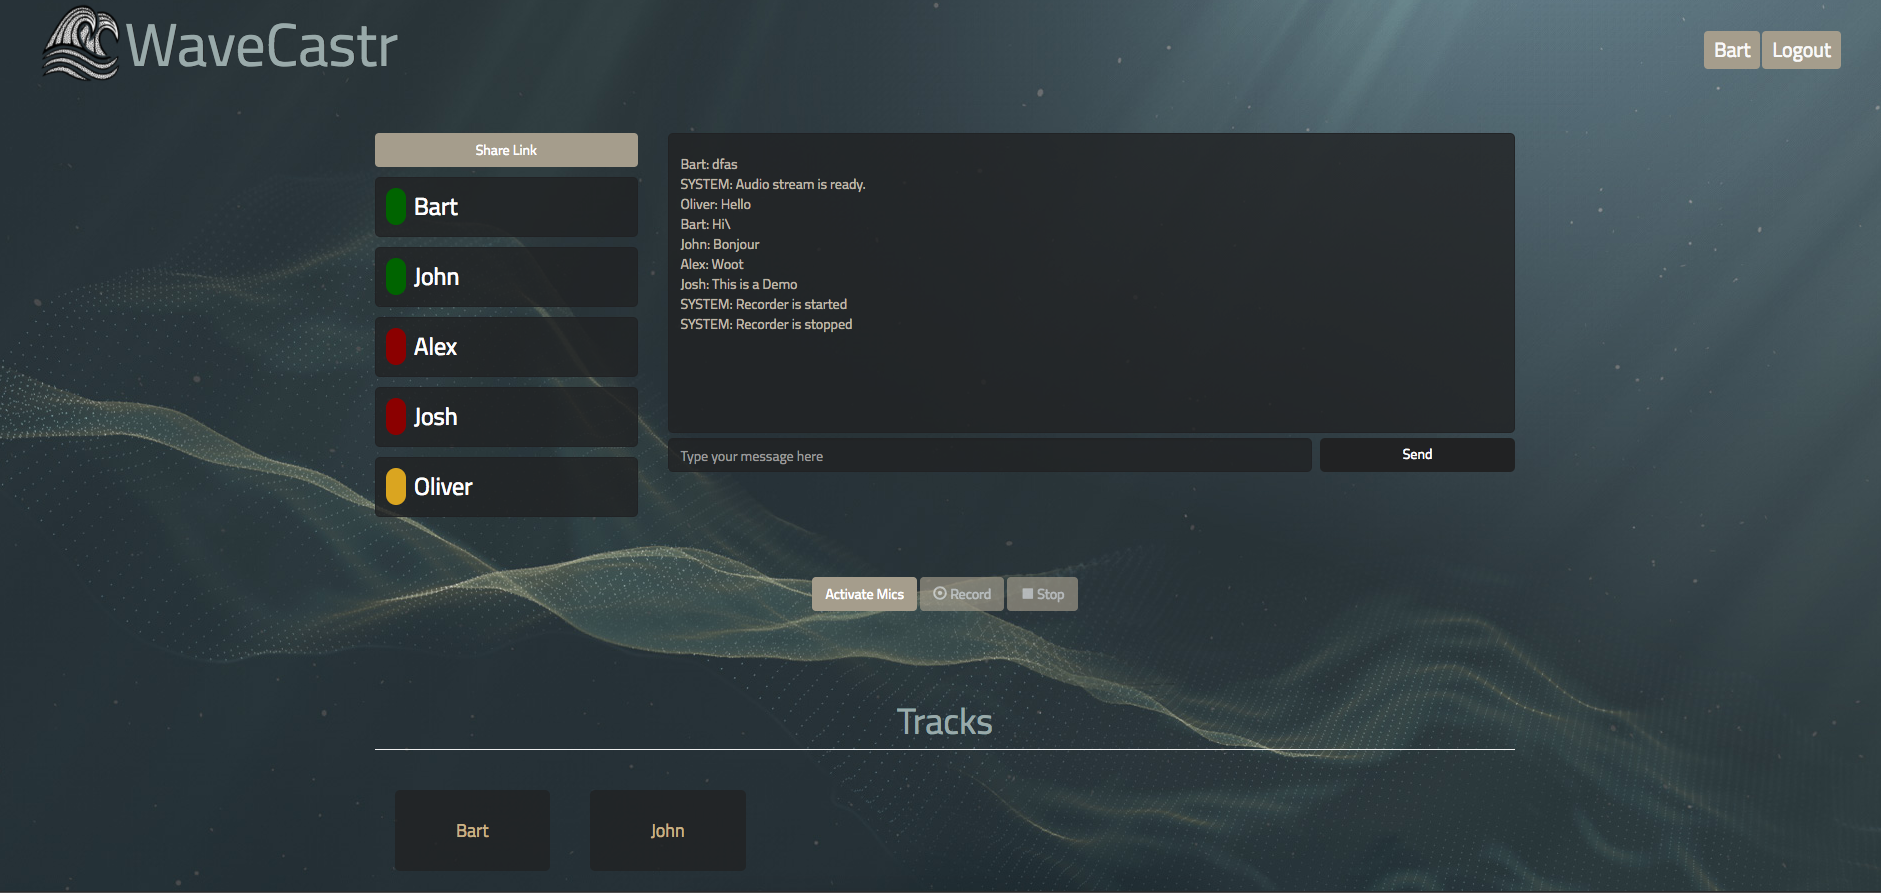 WaveCastr
Bart Logout
Share Link
Bart
John
Alex
Josh
Oliver
Bart: dfas
SYSTEM: Audio stream is ready.
Oliver: Hello
Bart: Hi\
John: Bonjour
Alex: Woot
Josh: This is a Demo
SYSTEM: Recorder is started
SYSTEM: Recorder is stopped
Type your message here Send
Activate Mics Record Stop
Tracks
Bart John